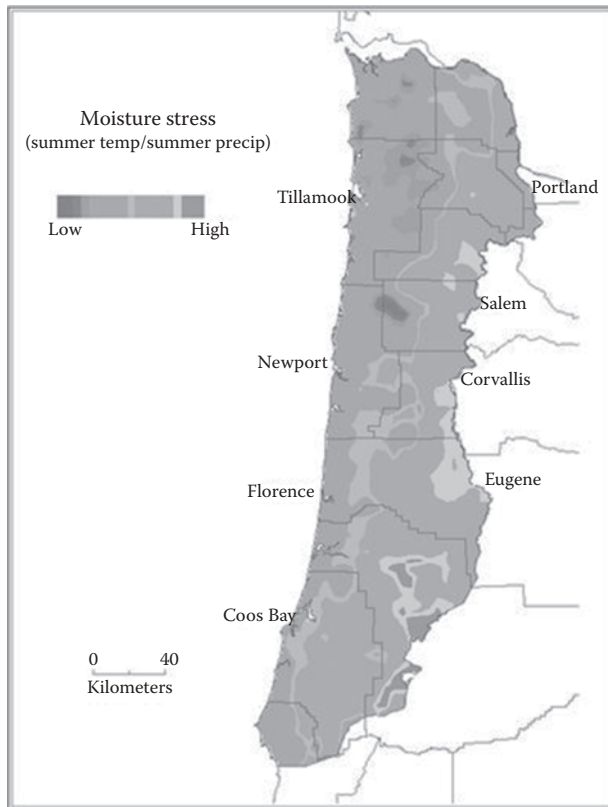 Moisture stress
(summer temp/summer precip)
Low High
Tillamook
Portland
Salem
Newport
Corvallis
Florence
Eugene
Coos Bay
0 40
Kilometers